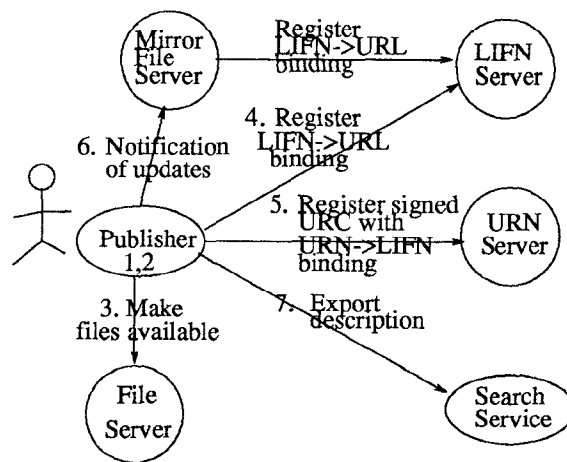 Mirror
File
Server
Register
LIFN->URL
binding
LIFN
Server
4. Register
LIFN->URL
binding
6. Notification
of updates
5. Register signed
URC with
URN->LIFN
binding
URN
Server
Publisher
1,2
3. Make
files available
7. Export
description
File
Server
Search
Service